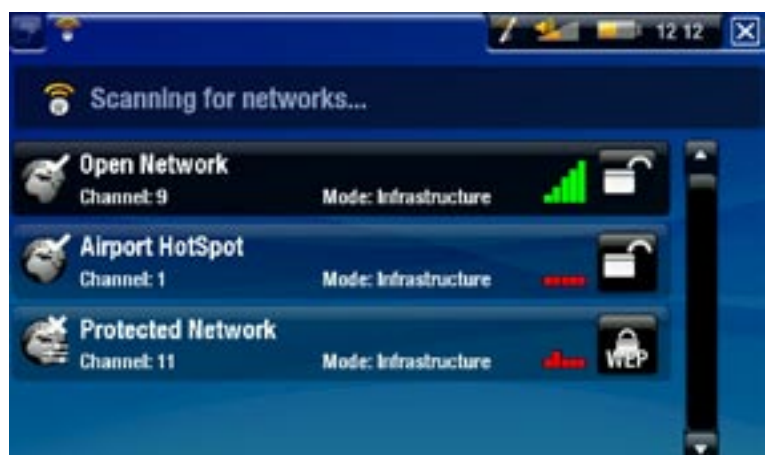 12 12
Scanning for networks...
Open Network
Channel: 9 Mode: Infrastructure
Airport HotSpot
Channel: 1 Mode: Infrastructure
Protected Network
Channel: 11 Mode: Infrastructure
WEP